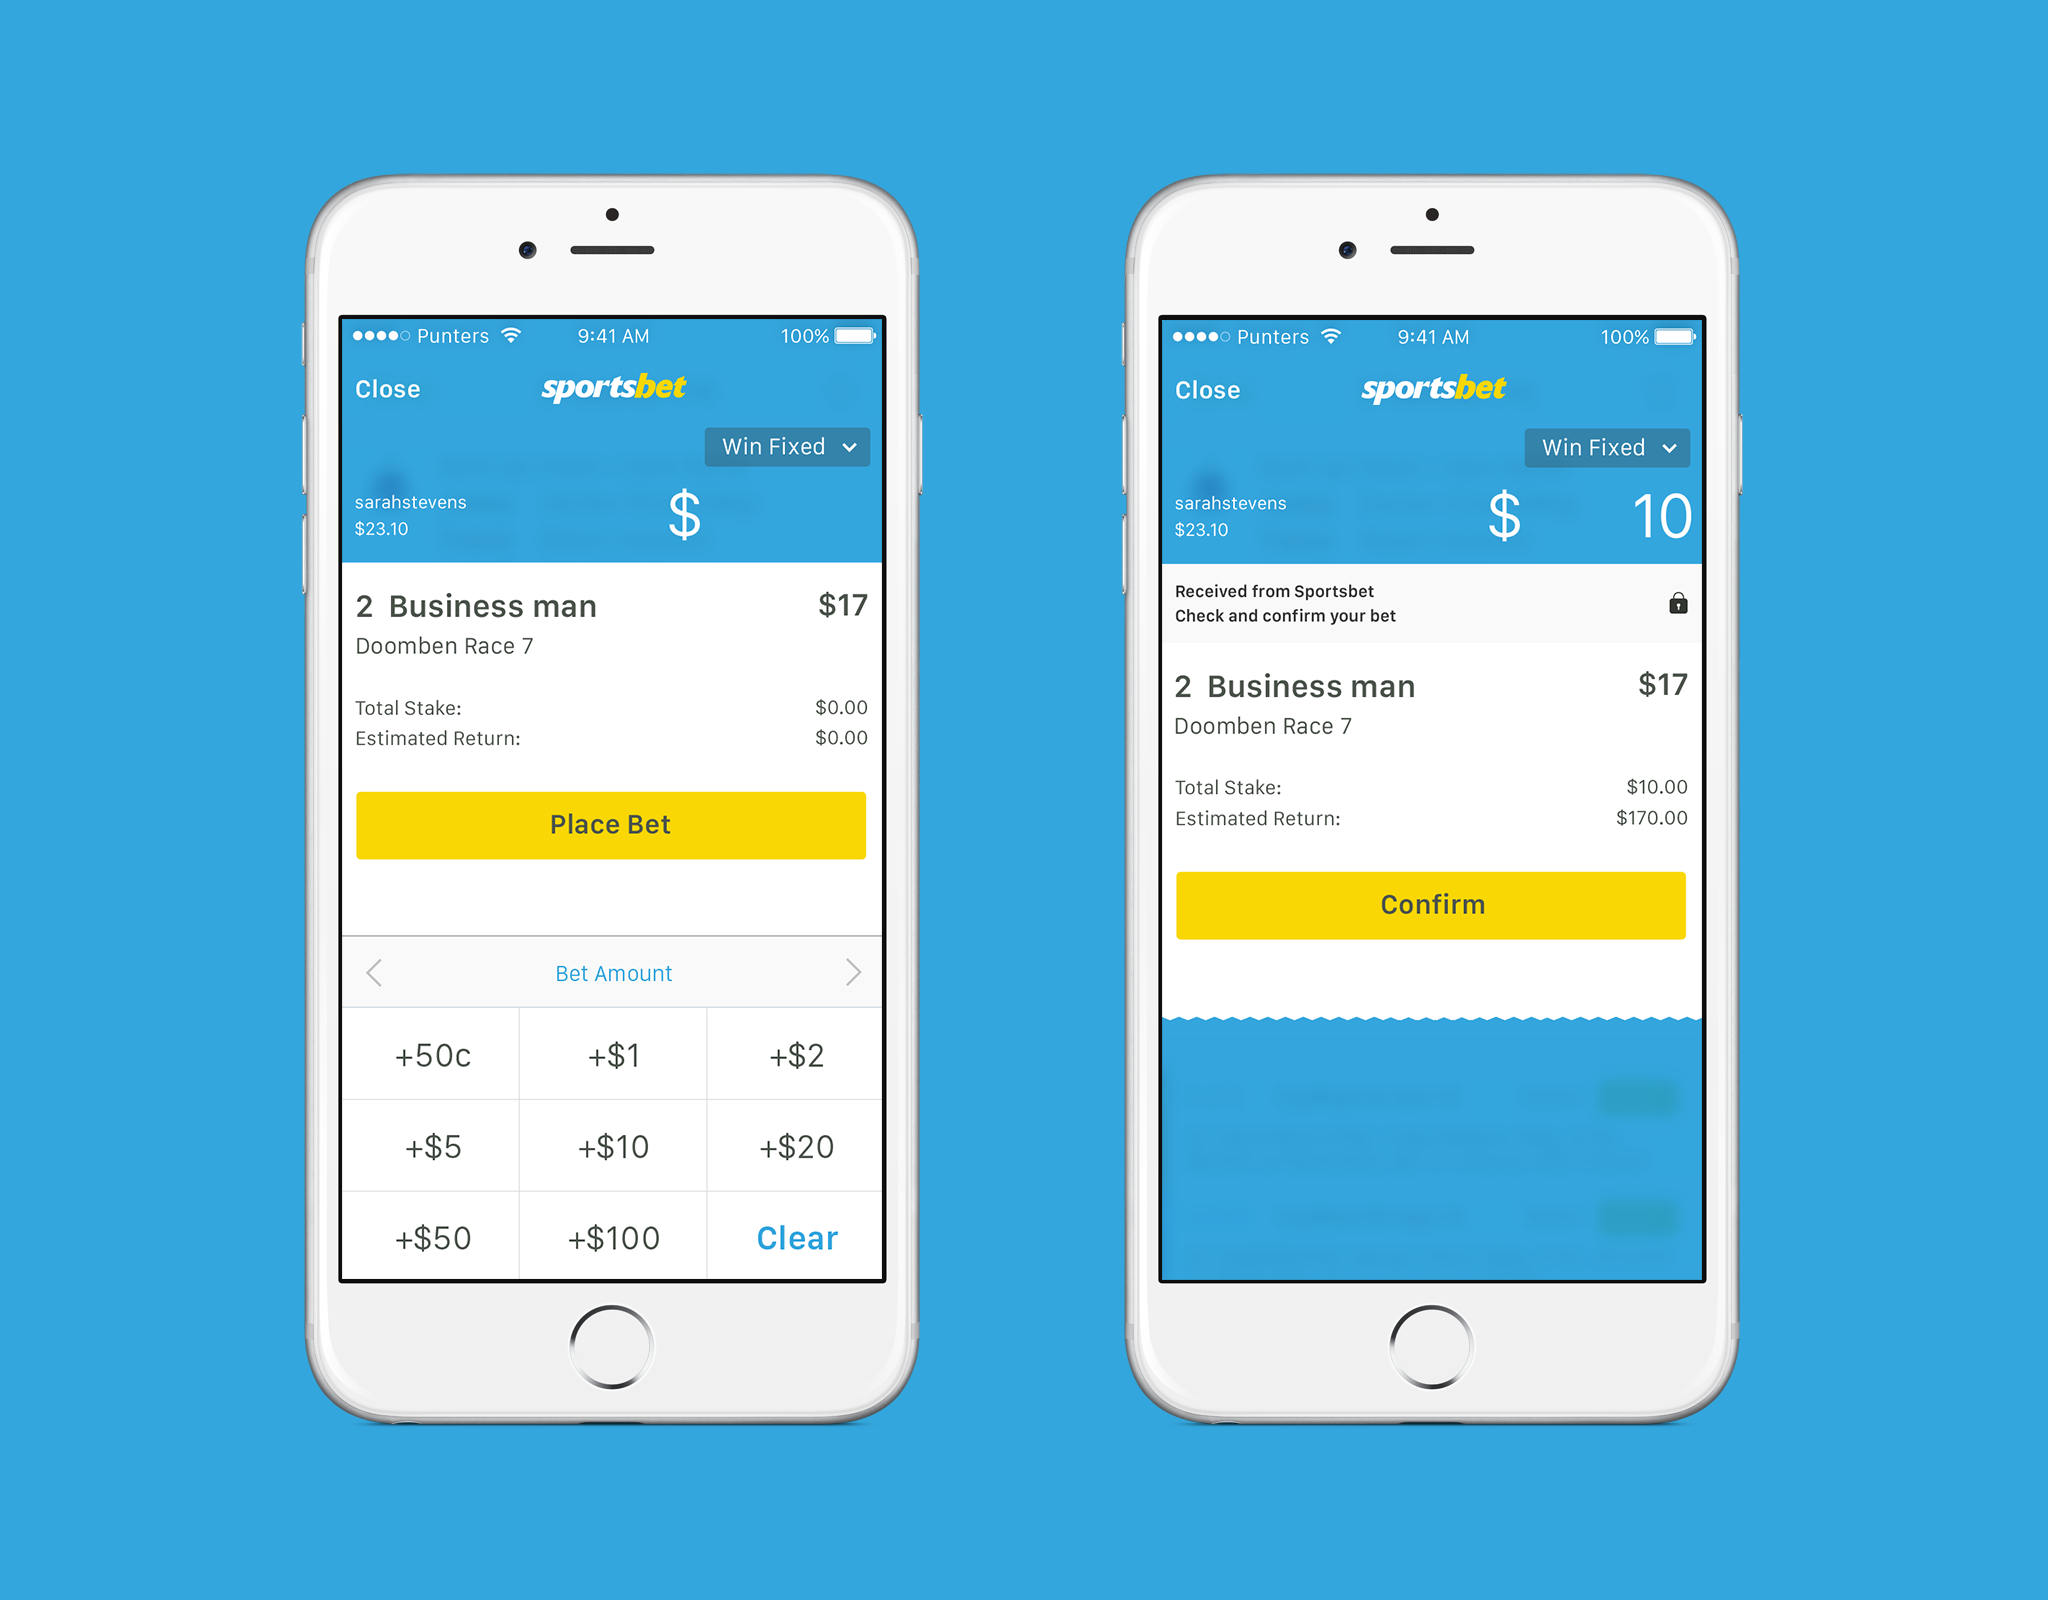 Punters 9:41 AM 100%
Close sportsbet
Win Fixed
sarahstevens
$23.10
$
2 Business man $17
Doomben Race 7
Total Stake: $0.00
Estimated Return: $0.00
Place Bet
Bet Amount
+50c +$1 +$2
+$5 +$10 +$20
+$50 +$100 Clear
Punters 9:41 AM 100%
Close sportsbet
Win Fixed
sarahstevens
$23.10
$ 10
Received from Sportsbet
Check and confirm your bet
2 Business man $17
Doomben Race 7
Total Stake: $10.00
Estimated Return: $170.00
Confirm